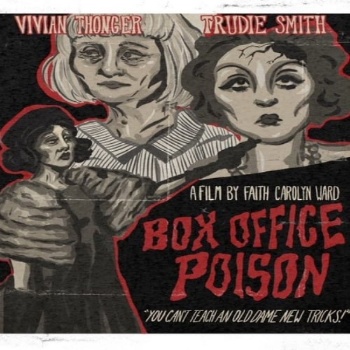 VIVIAN THONGER TRUDIE SMITH
A FILM BY FAITH CAROLYN WARD
BOX OFFICE
POISON
"YOU CAN'T TEACH AN OLD DAME NEW TRICKS!"